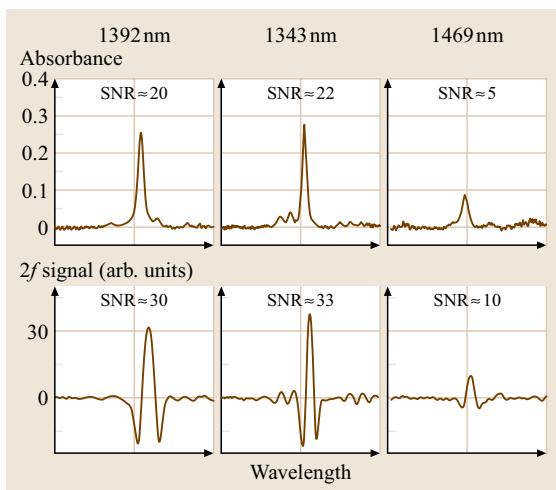 1392 nm 1343 nm 1469 nm
Absorbance
0.4
SNR≈20 SNR≈22 SNR≈5
0.3
0.2
0.1
0
2f signal (arb. units)
SNR≈30 SNR≈33 SNR≈10
30
0
Wavelength